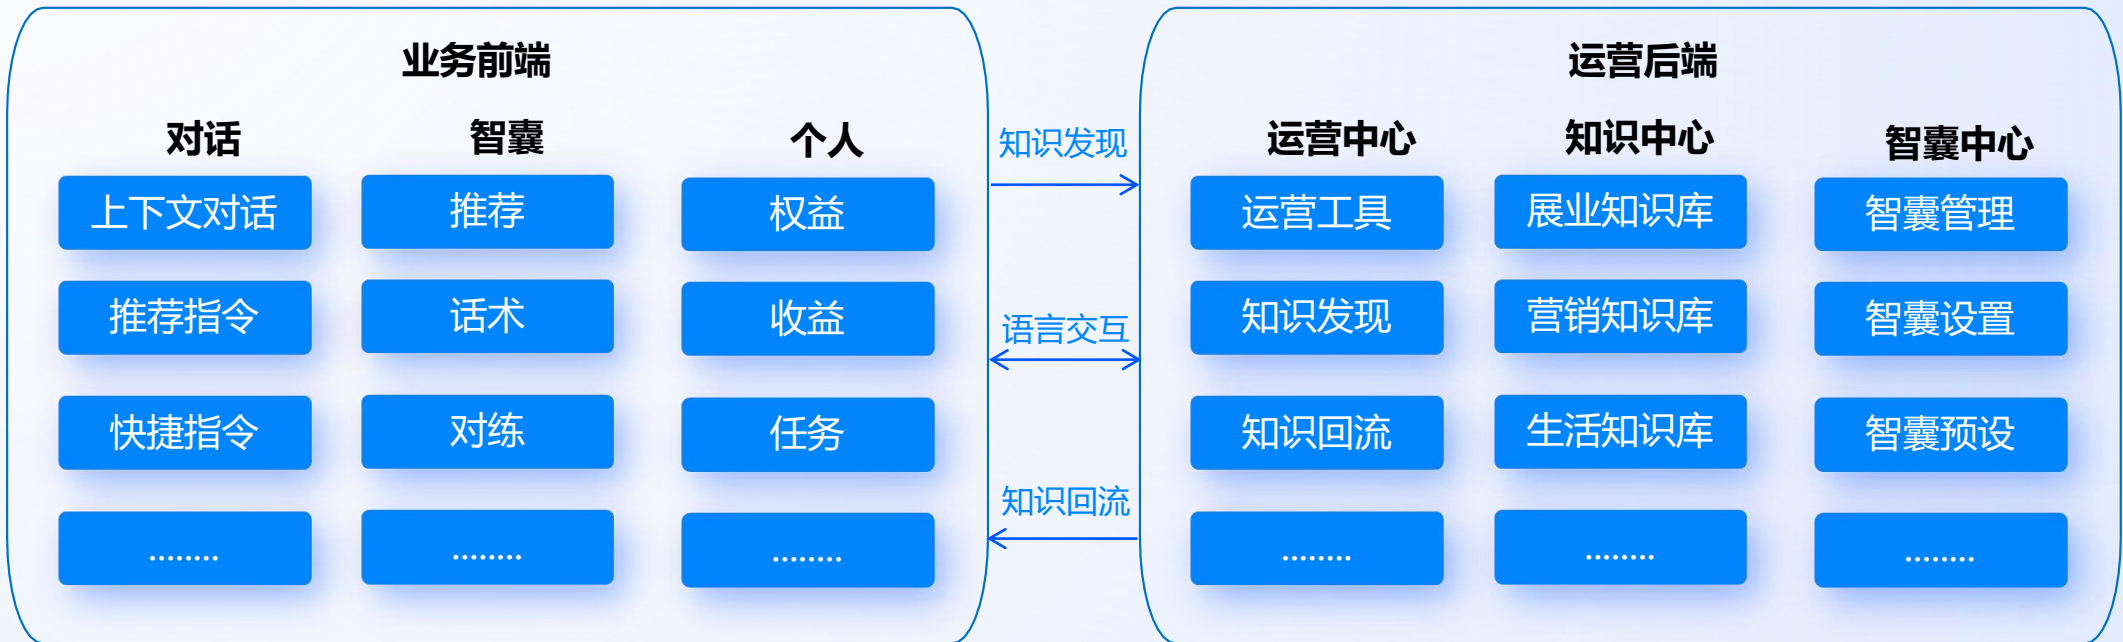 业务前端
对话
智囊
个人
上下文对话
推荐
权益
推荐指令
话术
收益
快捷指令
对练
任务
........
........
........
知识发现
语言交互
知识回流
运营后端
运营中心
知识中心
智囊中心
运营工具
展业知识库
智囊管理
知识发现
营销知识库
智囊设置
知识回流
生活知识库
智囊预设
........
........
........